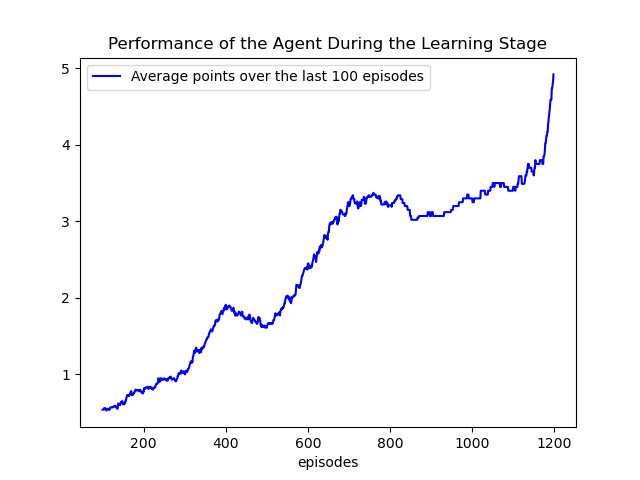 Performance of the Agent During the Learning Stage
Average points over the last 100 episodes
5
4
3
2
1
200 400 600 800 1000 1200
episodes